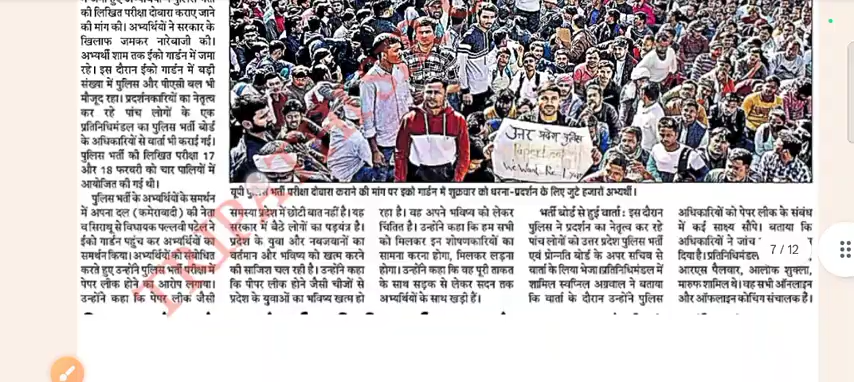 की लिखित परीक्षा दोबारा कराए जाने
की मांग की। अभ्यर्थियों ने सरकार के
खिलाफ जमकर नारेबाजी की।
अभ्यर्थी शाम तक ईको गार्डन में जमा
रहे। इस दौरान ईको गार्डन में बड़ी
संख्या में पुलिस और पीएसी बल भी
मौजूद रहा। प्रदर्शनकारियों का नेतृत्व
कर रहे पांच लोगों के एक
प्रतिनिधिमंडल का पुलिस भर्ती बोर्ड
के अधिकारियों से वार्ता भी कराई गई।
पुलिस भर्ती की लिखित परीक्षा 17
और 18 फरवरी को चार पालियों में
आयोजित की गई थी।
पुलिस भर्ती के अभ्यर्थियों के समर्थन
में अपना दल (कमेरावादी) की नेता
व सिराथू से विधायक पल्लवी पटेल ने
ईको गार्डन पहुंच कर अभ्यर्थियों का
समर्थन किया। अभ्यर्थियों को संबोधित
करते हुए उन्होंने पुलिस भर्ती परीक्षा में
पेपर लीक होने का आरोप लगाया।
उन्होंने कहा कि पेपर लीक जैसी
उत्तर प्रदेश पुलिस
We Want Re
यूपी पुलिस भर्ती परीक्षा दोबारा कराने की मांग पर इको गार्डन में शुक्रवार को धरना-प्रदर्शन के लिए जुटे हजारों अभ्यर्थी।
समस्या प्रदेश में छोटी बात नहीं है। यह
सरकार में बैठे लोगों का षड़यंत्र है।
प्रदेश के युवा और नवजवानों का
वर्तमान और भविष्य को खत्म करने
की साजिश चल रही है। उन्होंने कहा
कि पीपर लीक होने जैसी चीजों से
प्रदेश के युवाओं का भविष्य खत्म हो
रहा है। वह अपने भविष्य को लेकर
चिंतित है। उन्होंने कहा कि हम सभी
को मिलकर इन शोषणकारियों का
सामना करना होगा, मिलकर लड़ना
होगा। उन्होंने कहा कि वह पूरी ताकत
के साथ सड़क से लेकर सदन तक
अभ्यर्थियों के साथ खड़ी हैं।
भर्ती बोर्ड से हुई वार्ता : इस दौरान
पुलिस ने प्रदर्शन का नेतृत्व कर रहे
पांच लोगों को उत्तर प्रदेश पुलिस भर्ती
एवं प्रोन्नति बोर्ड के अपर सचिव से
वार्ता के लिया भेजा। प्रतिनिधिमंडल में
शामिल स्वप्निल अग्रवाल ने बताया
कि वार्ता के दौरान उन्होंने पुलिस
अधिकारियों को पेपर लीक के संबंध
में कई साक्ष्य सौंपे। बताया कि
अधिकारियों ने जांच
दिया है। प्रतिनिधिमंडल
आरएस पैलवार, आलोक शुक्ला,
मारुफ शामिल थे। वह सभी ऑनलाइन
और ऑफलाइन कोचिंग संचालक हैं।
7 / 12